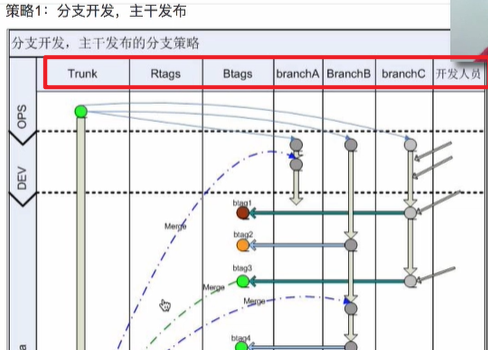 策略1：分支开发，主干发布
分支开发，主干发布的分支策略
Trunk Rtags Btags branchA BranchB branchC 开发人员
OPS
DEV
btag1
Merge
btag2
btag3
Merge
Merge
btag4
a